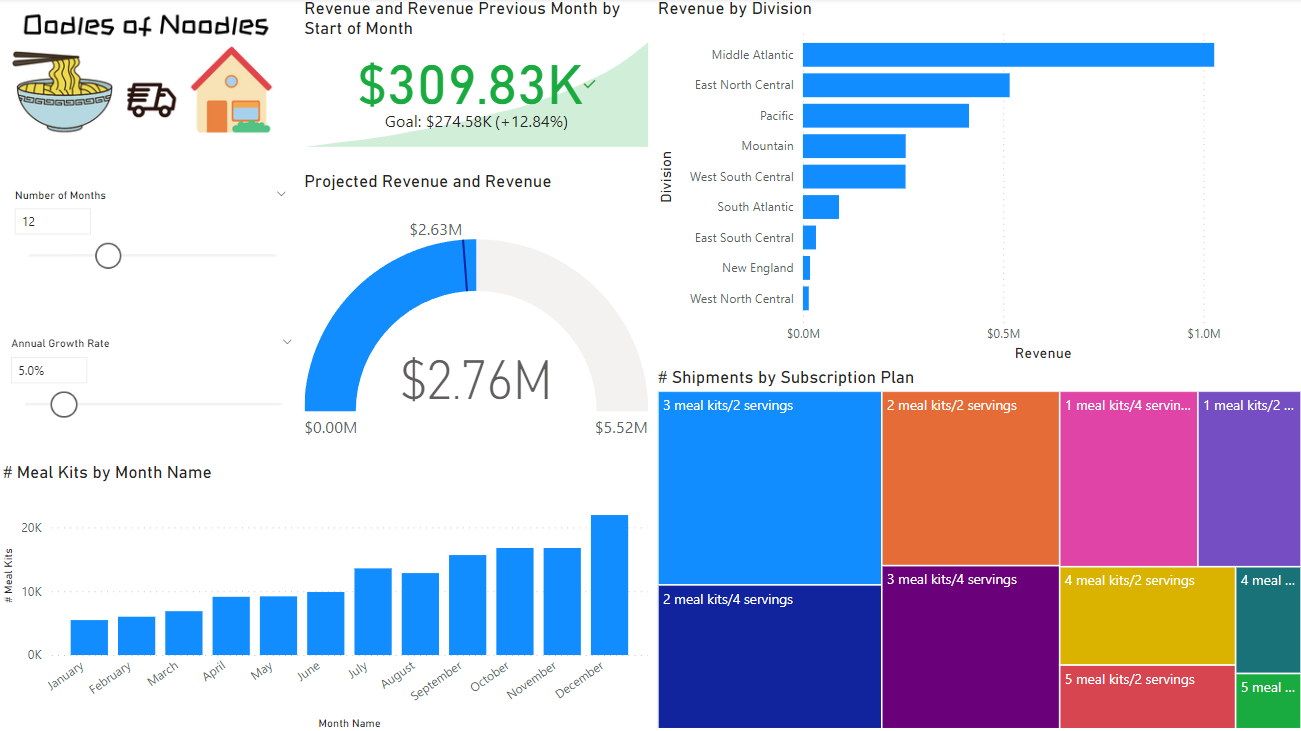 Oodles of Noodles
Number of Months
12
Annual Growth Rate
5.0%
Revenue and Revenue Previous Month by
Start of Month
$309.83K
Goal: $274.58K (+12.84%)
Projected Revenue and Revenue
$2.63M
$2.76M
$0.00M
$5.52M
# Meal Kits by Month Name
# Meal Kits
20K
10K
0K
January
February
March
April
May
June
July
August
September
October
November
December
Month Name
Revenue by Division
Division
Middle Atlantic
East North Central
Pacific
Mountain
West South Central
South Atlantic
East South Central
New England
West North Central
$0.0M
$0.5M
$1.0M
Revenue
# Shipments by Subscription Plan
3 meal kits/2 servings
2 meal kits/2 servings
1 meal kits/4 servin...
1 meal kits/2 ...
2 meal kits/4 servings
3 meal kits/4 servings
4 meal kits/2 servings
4 meal ...
5 meal kits/2 servings
5 meal ...